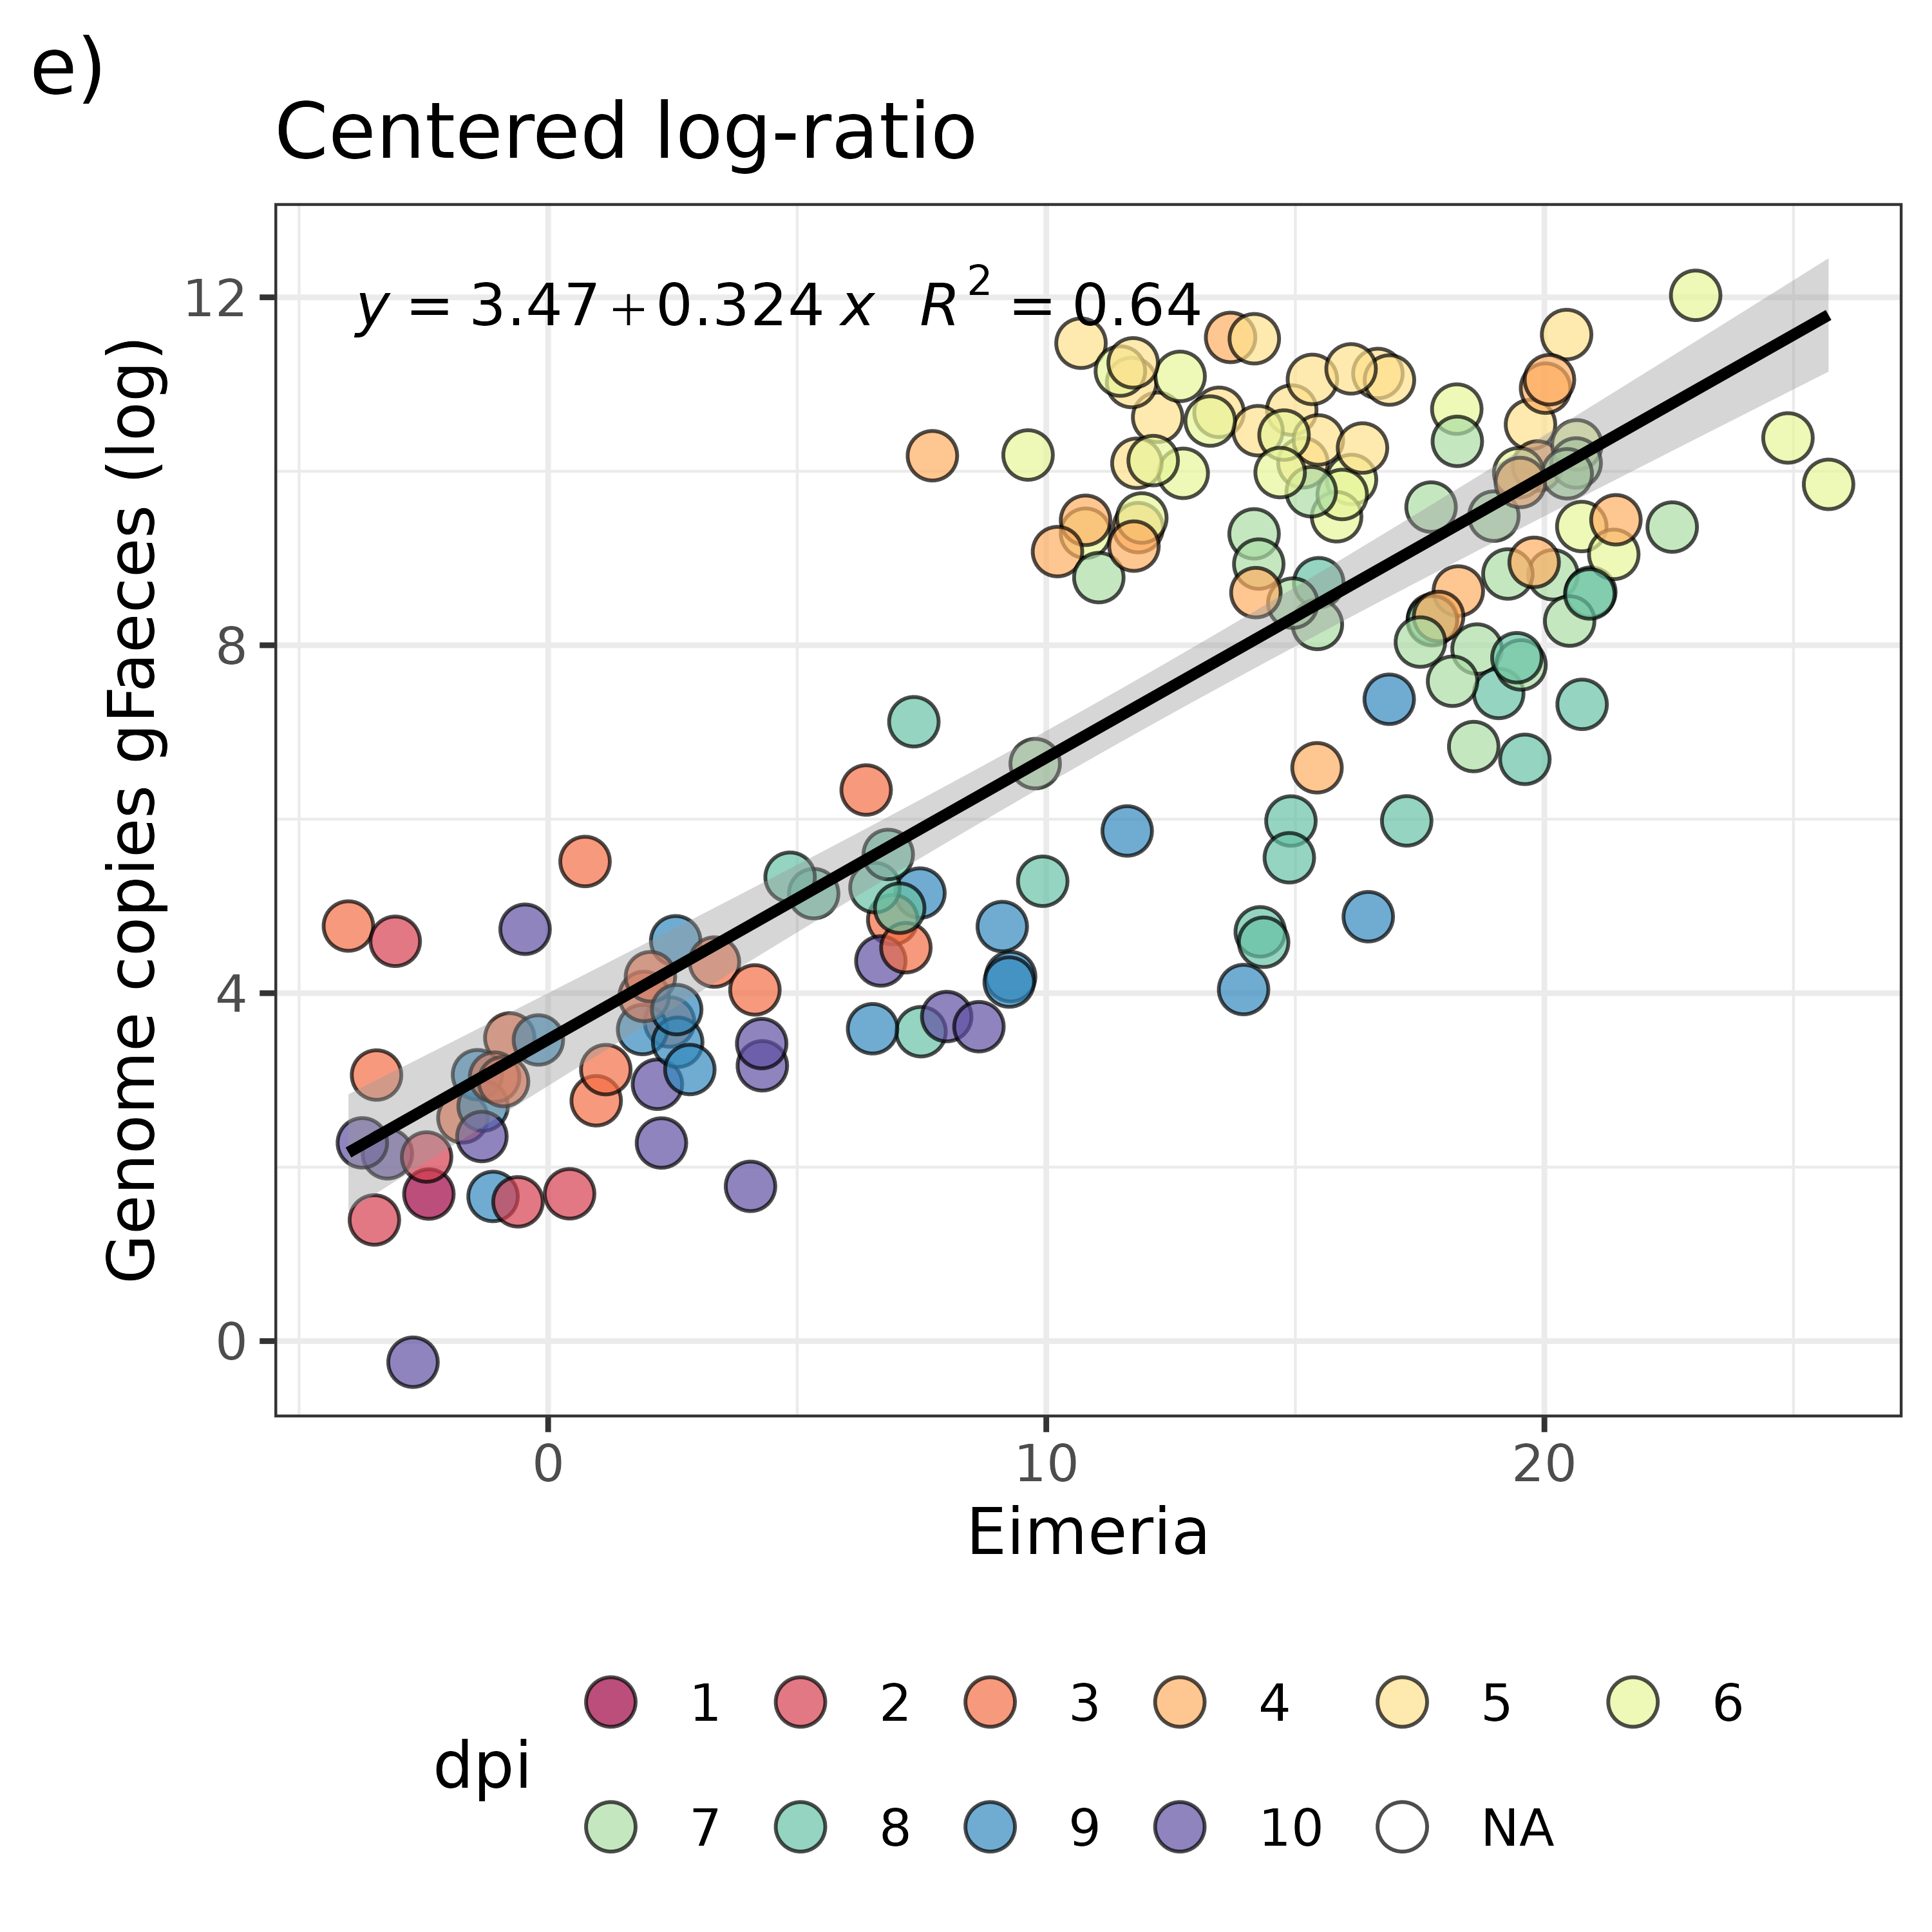 e)
Centered log-ratio
y = 3.47+0.324 x R² = 0.64
Genome copies gFaeces (log)
12
8
4
0
0 10 20
Eimeria
dpi
1 2 3 4 5 6
7 8 9 10 NA